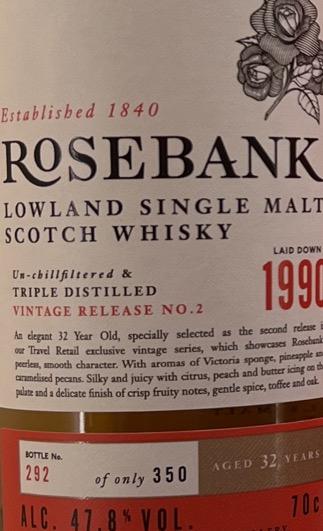 Established 1840
ROSEBANK
LOWLAND SINGLE MALT
SCOTCH WHISKY
LAID DOWN
1990
Un-chillfiltered &
TRIPLE DISTILLED
VINTAGE RELEASE NO.2
An elegant 32 Year Old, specially selected as the second release
our Travel Retail exclusive vintage series, which showcases Rosebank
peerless, smooth character. With aromas of Victoria sponge, pineapple
caramelised pecans. Silky and juicy with citrus, peach and butter icing on
palate and a delicate finish of crisp fruity notes, gentle spice, toffee and oak.
BOTTLE No.
292
of only 350
AGED 32 YEARS
ALC. 47.8% VOL.
70c